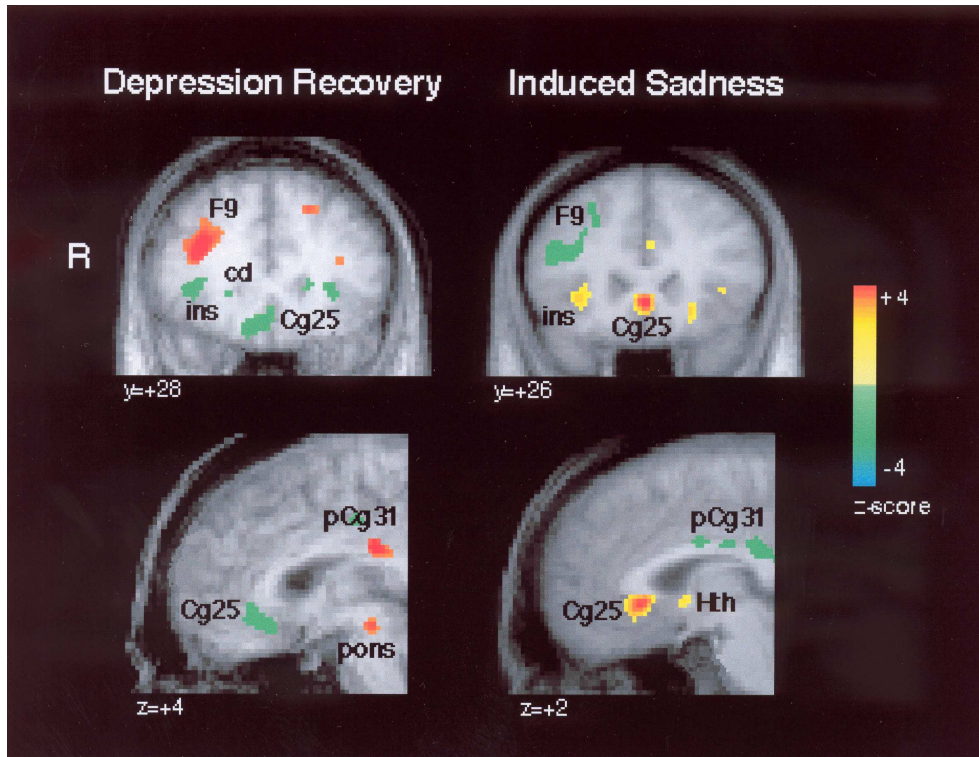 Depression Recovery
Induced Sadness
R
F9
cd
ins
Cg25
y=+28
F9
ins
Cg25
y=+26
+4
-4
z-score
pCg31
Cg25
pons
z=+4
pCg31
Cg25
Hth
z=+2